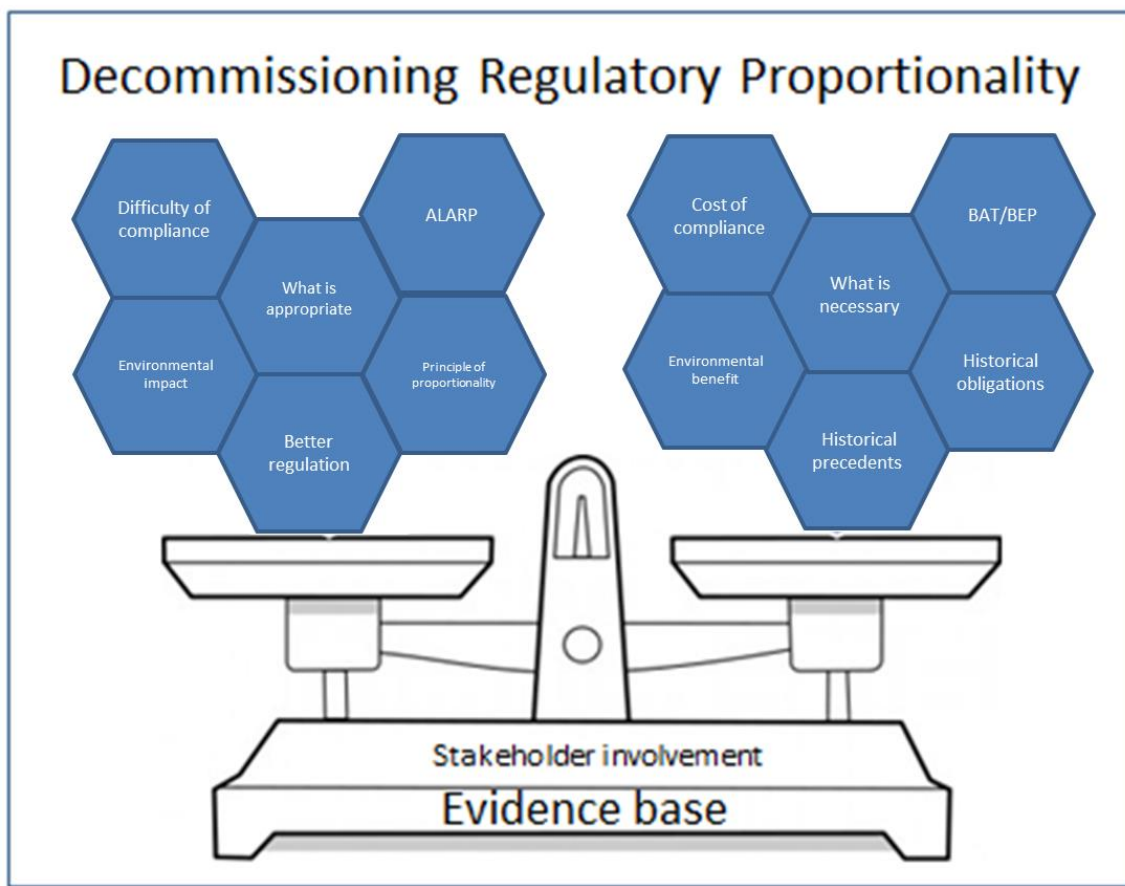 Decommissioning Regulatory Proportionality
Difficulty of
compliance
ALARP
What is
appropriate
Environmental
impact
Principle of
proportionality
Better
regulation
Cost of
compliance
BAT/BEP
What is
necessary
Environmental
benefit
Historical
obligations
Historical
precedents
Stakeholder involvement
Evidence base